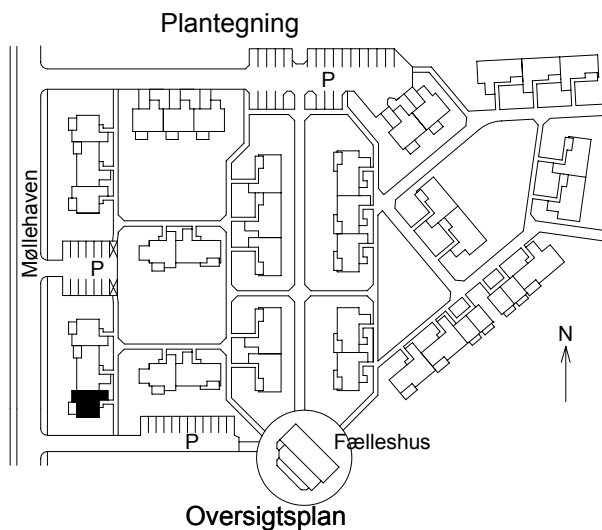 Plantegning
P
Møllehaven
P
N
P
Fælleshus
Oversigtsplan